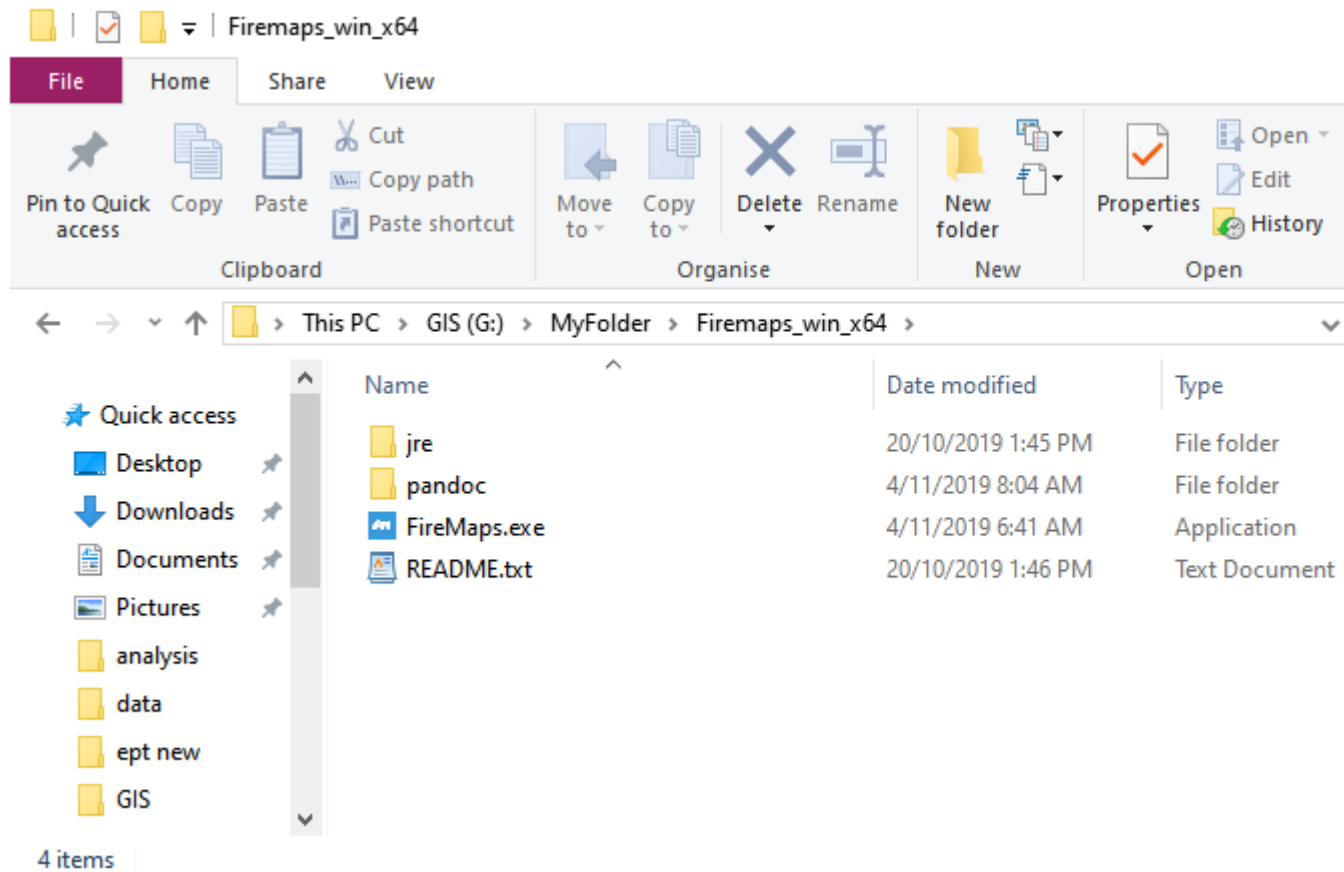 Firemaps_win_x64
File Home Share View
Pin to Quick access
Copy
Paste
Cut
Copy path
Paste shortcut
Clipboard
Move to
Copy to
Delete
Rename
Organise
New folder
New
Properties
Open
Edit
History
Open
This PC > GIS (G:) > MyFolder > Firemaps_win_x64 >
Name Date modified Type
jre 20/10/2019 1:45 PM File folder
pandoc 4/11/2019 8:04 AM File folder
FireMaps.exe 4/11/2019 6:41 AM Application
README.txt 20/10/2019 1:46 PM Text Document
Quick access
Desktop
Downloads
Documents
Pictures
analysis
data
ept new
GIS
4 items